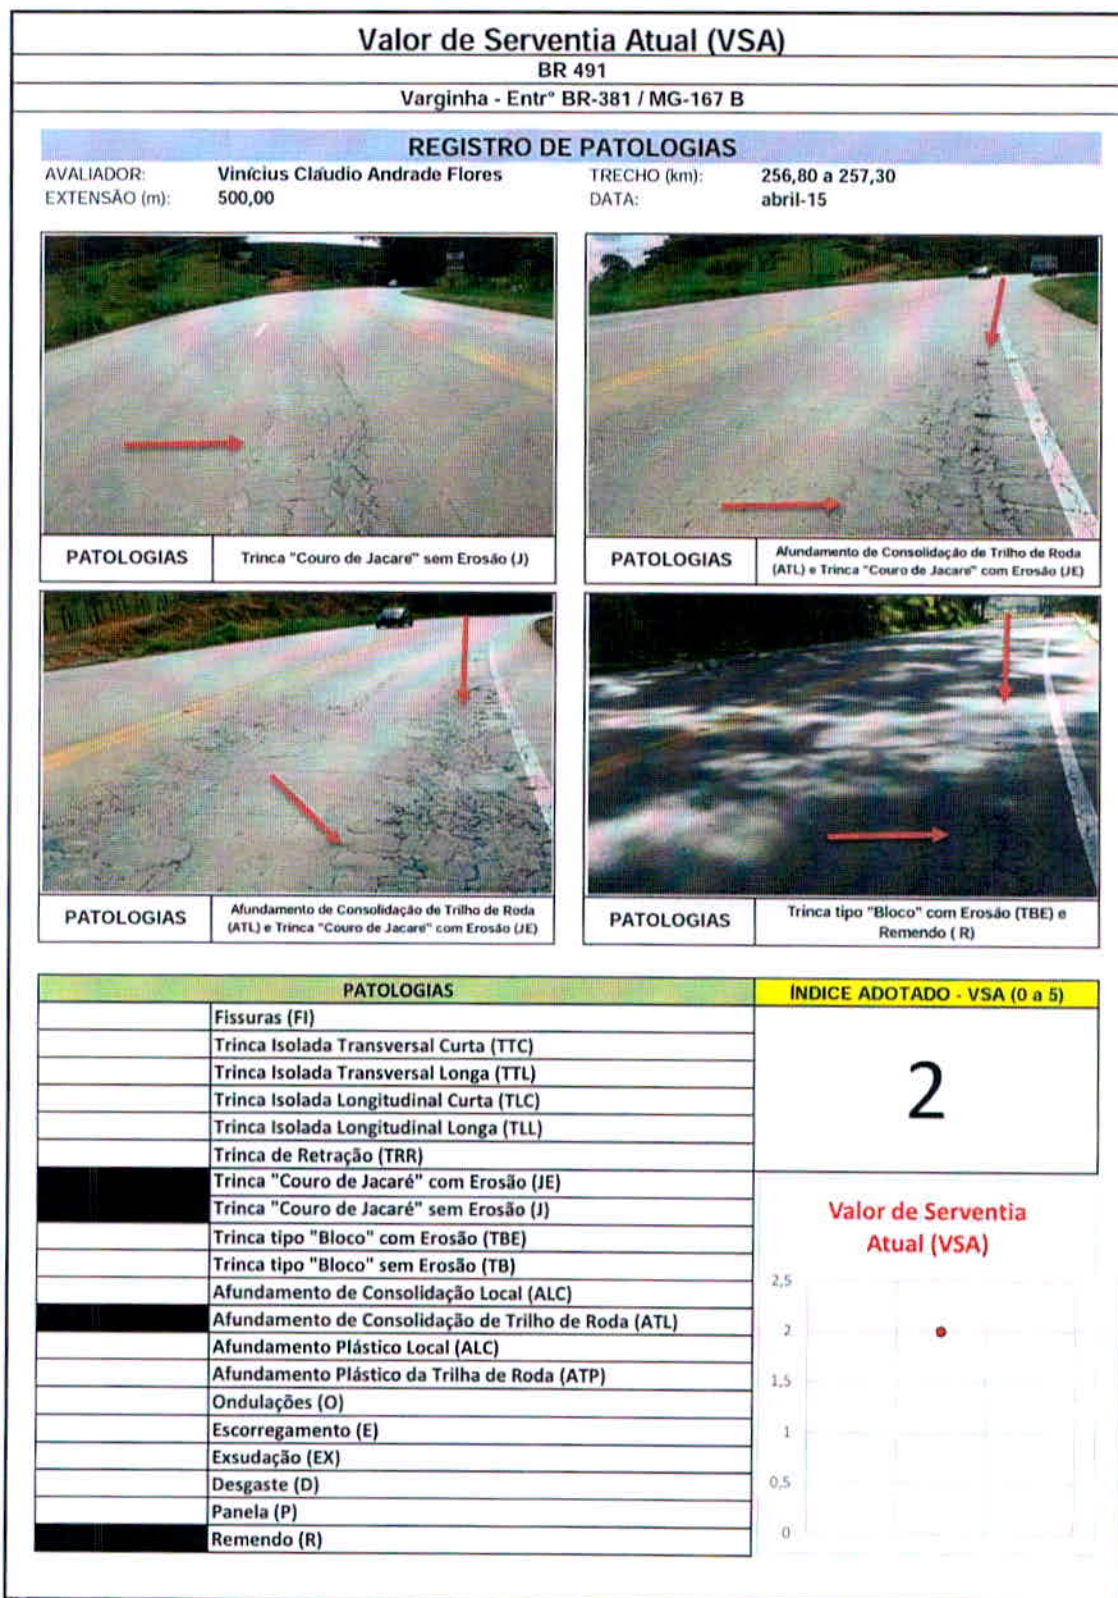 Valor de Serventia Atual (VSA)
BR 491
Varginha - Entr° BR-381 / MG-167 B
REGISTRO DE PATOLOGIAS
AVALIADOR: Vinícius Claudio Andrade Flores TRECHO (km): 256,80 a 257,30
EXTENSÃO (m): 500,00 DATA: abril-15
PATOLOGIAS Trinca "Couro de Jacaré" sem Erosão (J)
PATOLOGIAS Afundamento de Consolidação de Trilho de Roda
(ATL) e Trinca "Couro de Jacaré" com Erosão (JE)
PATOLOGIAS Afundamento de Consolidação de Trilho de Roda
(ATL) e Trinca "Couro de Jacaré" com Erosão (JE)
PATOLOGIAS Trinca tipo "Bloco" com Erosão (TBE) e
Remendo ( R)
PATOLOGIAS
Fissuras (FI)
Trinca Isolada Transversal Curta (TTC)
Trinca Isolada Transversal Longa (TTL)
Trinca Isolada Longitudinal Curta (TLC)
Trinca Isolada Longitudinal Longa (TLL)
Trinca de Retração (TRR)
Trinca "Couro de Jacaré" com Erosão (JE)
Trinca "Couro de Jacaré" sem Erosão (J)
Trinca tipo "Bloco" com Erosão (TBE)
Trinca tipo "Bloco" sem Erosão (TB)
Afundamento de Consolidação Local (ALC)
Afundamento de Consolidação de Trilho de Roda (ATL)
Afundamento Plástico Local (ALC)
Afundamento Plástico da Trilha de Roda (ATP)
Ondulações (O)
Escorregamento (E)
Exsudação (EX)
Desgaste (D)
Panela (P)
Remendo (R)
ÍNDICE ADOTADO - VSA (0 a 5)
2
Valor de Serventia
Atual (VSA)
2,5
2
1,5
1
0,5
0